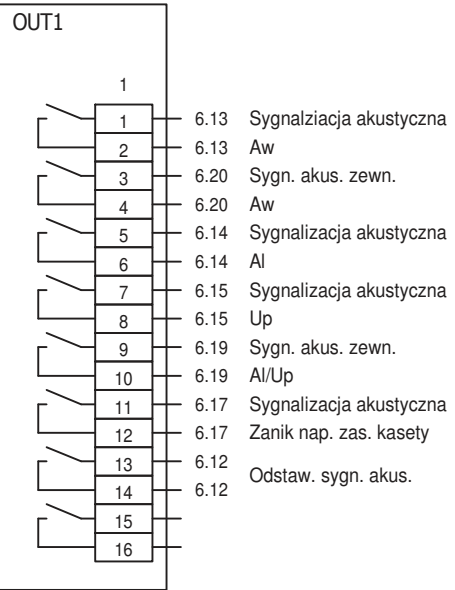 OUT1
1
1 6.13 Sygnalziacja akustyczna
2 6.13 Aw
3 6.20 Sygn. akus. zewn.
4 6.20 Aw
5 6.14 Sygnalizacja akustyczna
6 6.14 Al
7 6.15 Sygnalizacja akustyczna
8 6.15 Up
9 6.19 Sygn. akus. zewn.
10 6.19 Al/Up
11 6.17 Sygnalizacja akustyczna
12 6.17 Zanik nap. zas. kasety
13 6.12
Odstaw. sygn. akus.
14 6.12
15
16